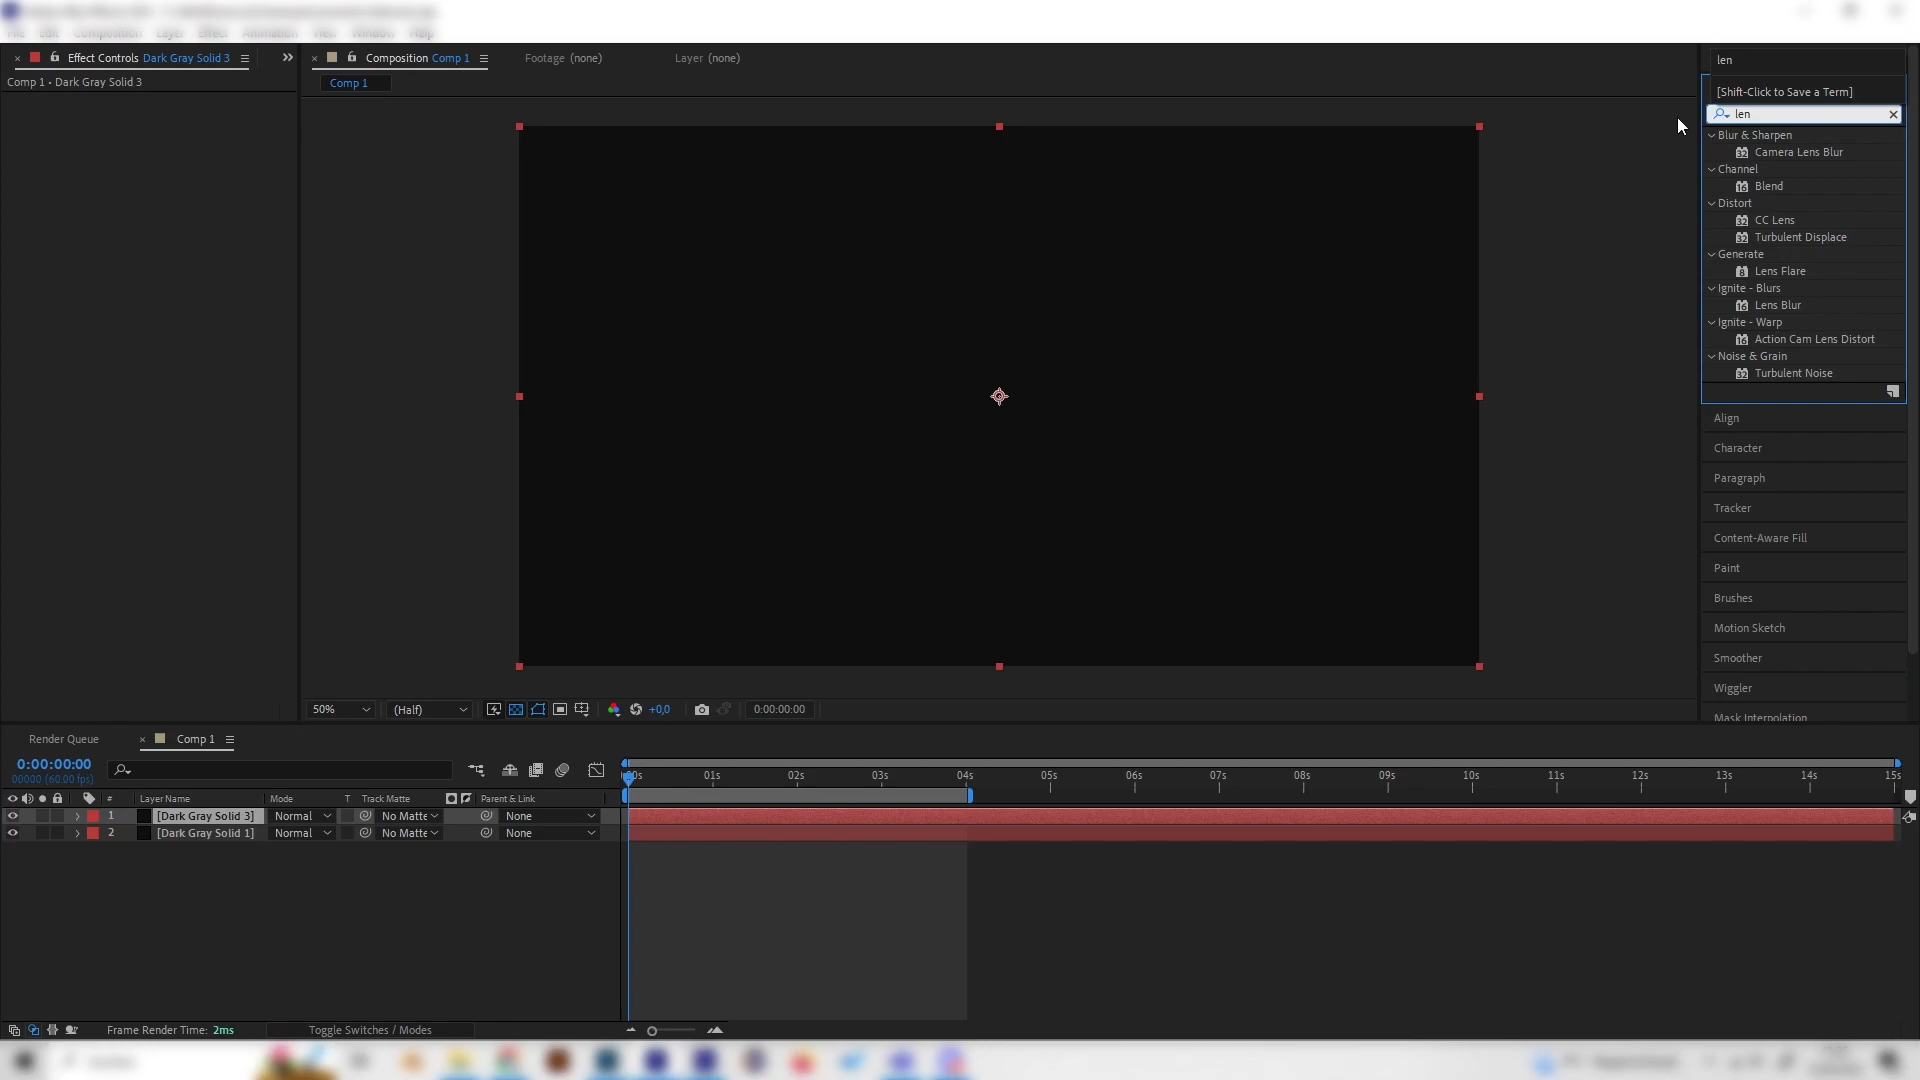 Effect Controls Dark Gray Solid 3
Comp 1 • Dark Gray Solid 3
Composition Comp 1
Footage (none)
Layer (none)
Comp 1
len
[Shift-Click to Save a Term]
len
Blur & Sharpen
Camera Lens Blur
Channel
Blend
Distort
CC Lens
Turbulent Displace
Generate
Lens Flare
Ignite - Blurs
Lens Blur
Ignite - Warp
Action Cam Lens Distort
Noise & Grain
Turbulent Noise
Align
Character
Paragraph
Tracker
Content-Aware Fill
Paint
Brushes
Motion Sketch
Smoother
Wiggler
Mask Interpolation
50% (Half) +0,0 0:00:00:00
Render Queue
Comp 1
0:00:00:00
00000 (60.00 fps)
01s 02s 03s 04s 05s 06s 07s 08s 09s 10s 11s 12s 13s 14s 15s
# Layer Name Mode T Track Matte Parent & Link
1 [Dark Gray Solid 3] Normal No Matte None
2 [Dark Gray Solid 1] Normal No Matte None
Frame Render Time: 2ms
Toggle Switches / Modes